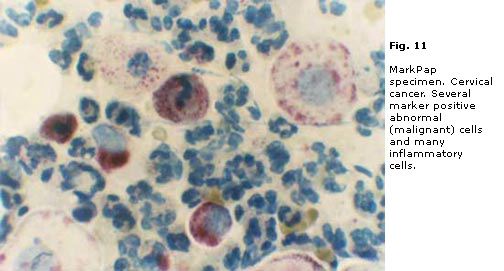 Fig. 11
MarkPap
specimen. Cervical
cancer. Several
marker positive
abnormal
(malignant) cells
and many
inflammatory
cells.